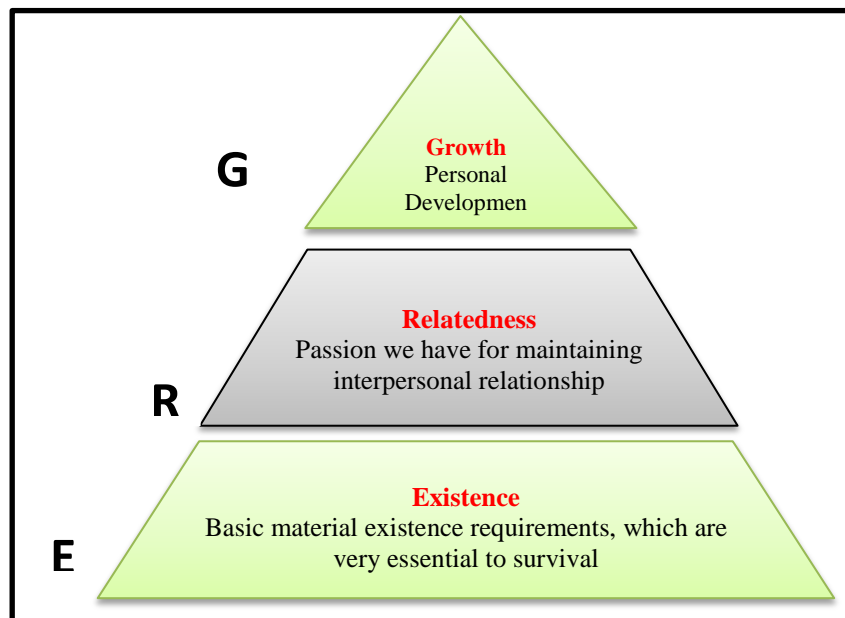 G
Growth
Personal
Developmen
R
Relatedness
Passion we have for maintaining
interpersonal relationship
E
Existence
Basic material existence requirements, which are
very essential to survival